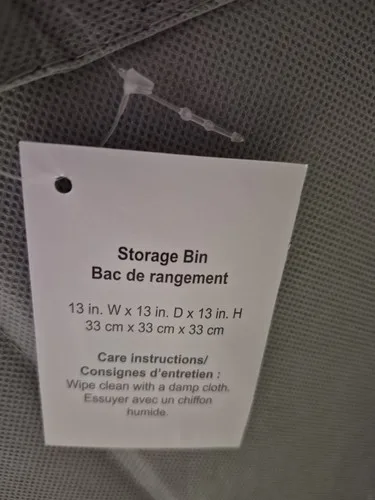 Storage Bin
Bac de rangement
13 in. W x 13 in. D x 13 in. H
33 cm x 33 cm x 33 cm
Care instructions/
Consignes d'entretien :
Wipe clean with a damp cloth.
Essuyer avec un chiffon
humide.